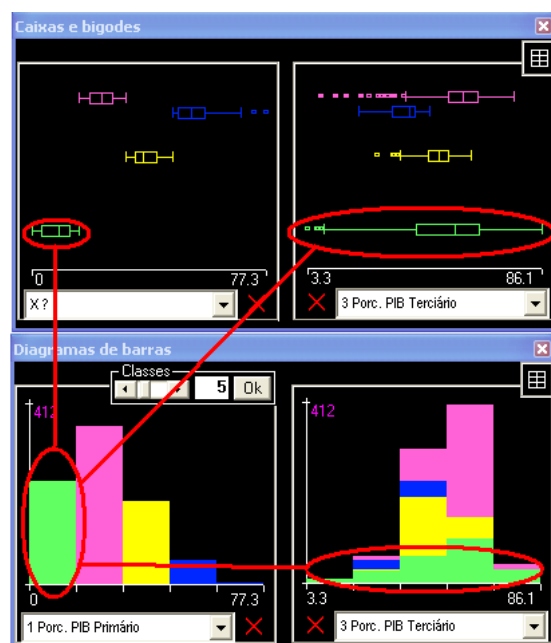 Caixas e bigodes
0 77.3
3.3 86.1
X ?
3 Porc. PIB Terciário
Diagramas de barras
Classes
5 Ok
412
412
0 77.3
3.3 86.1
1 Porc. PIB Primário
3 Porc. PIB Terciário